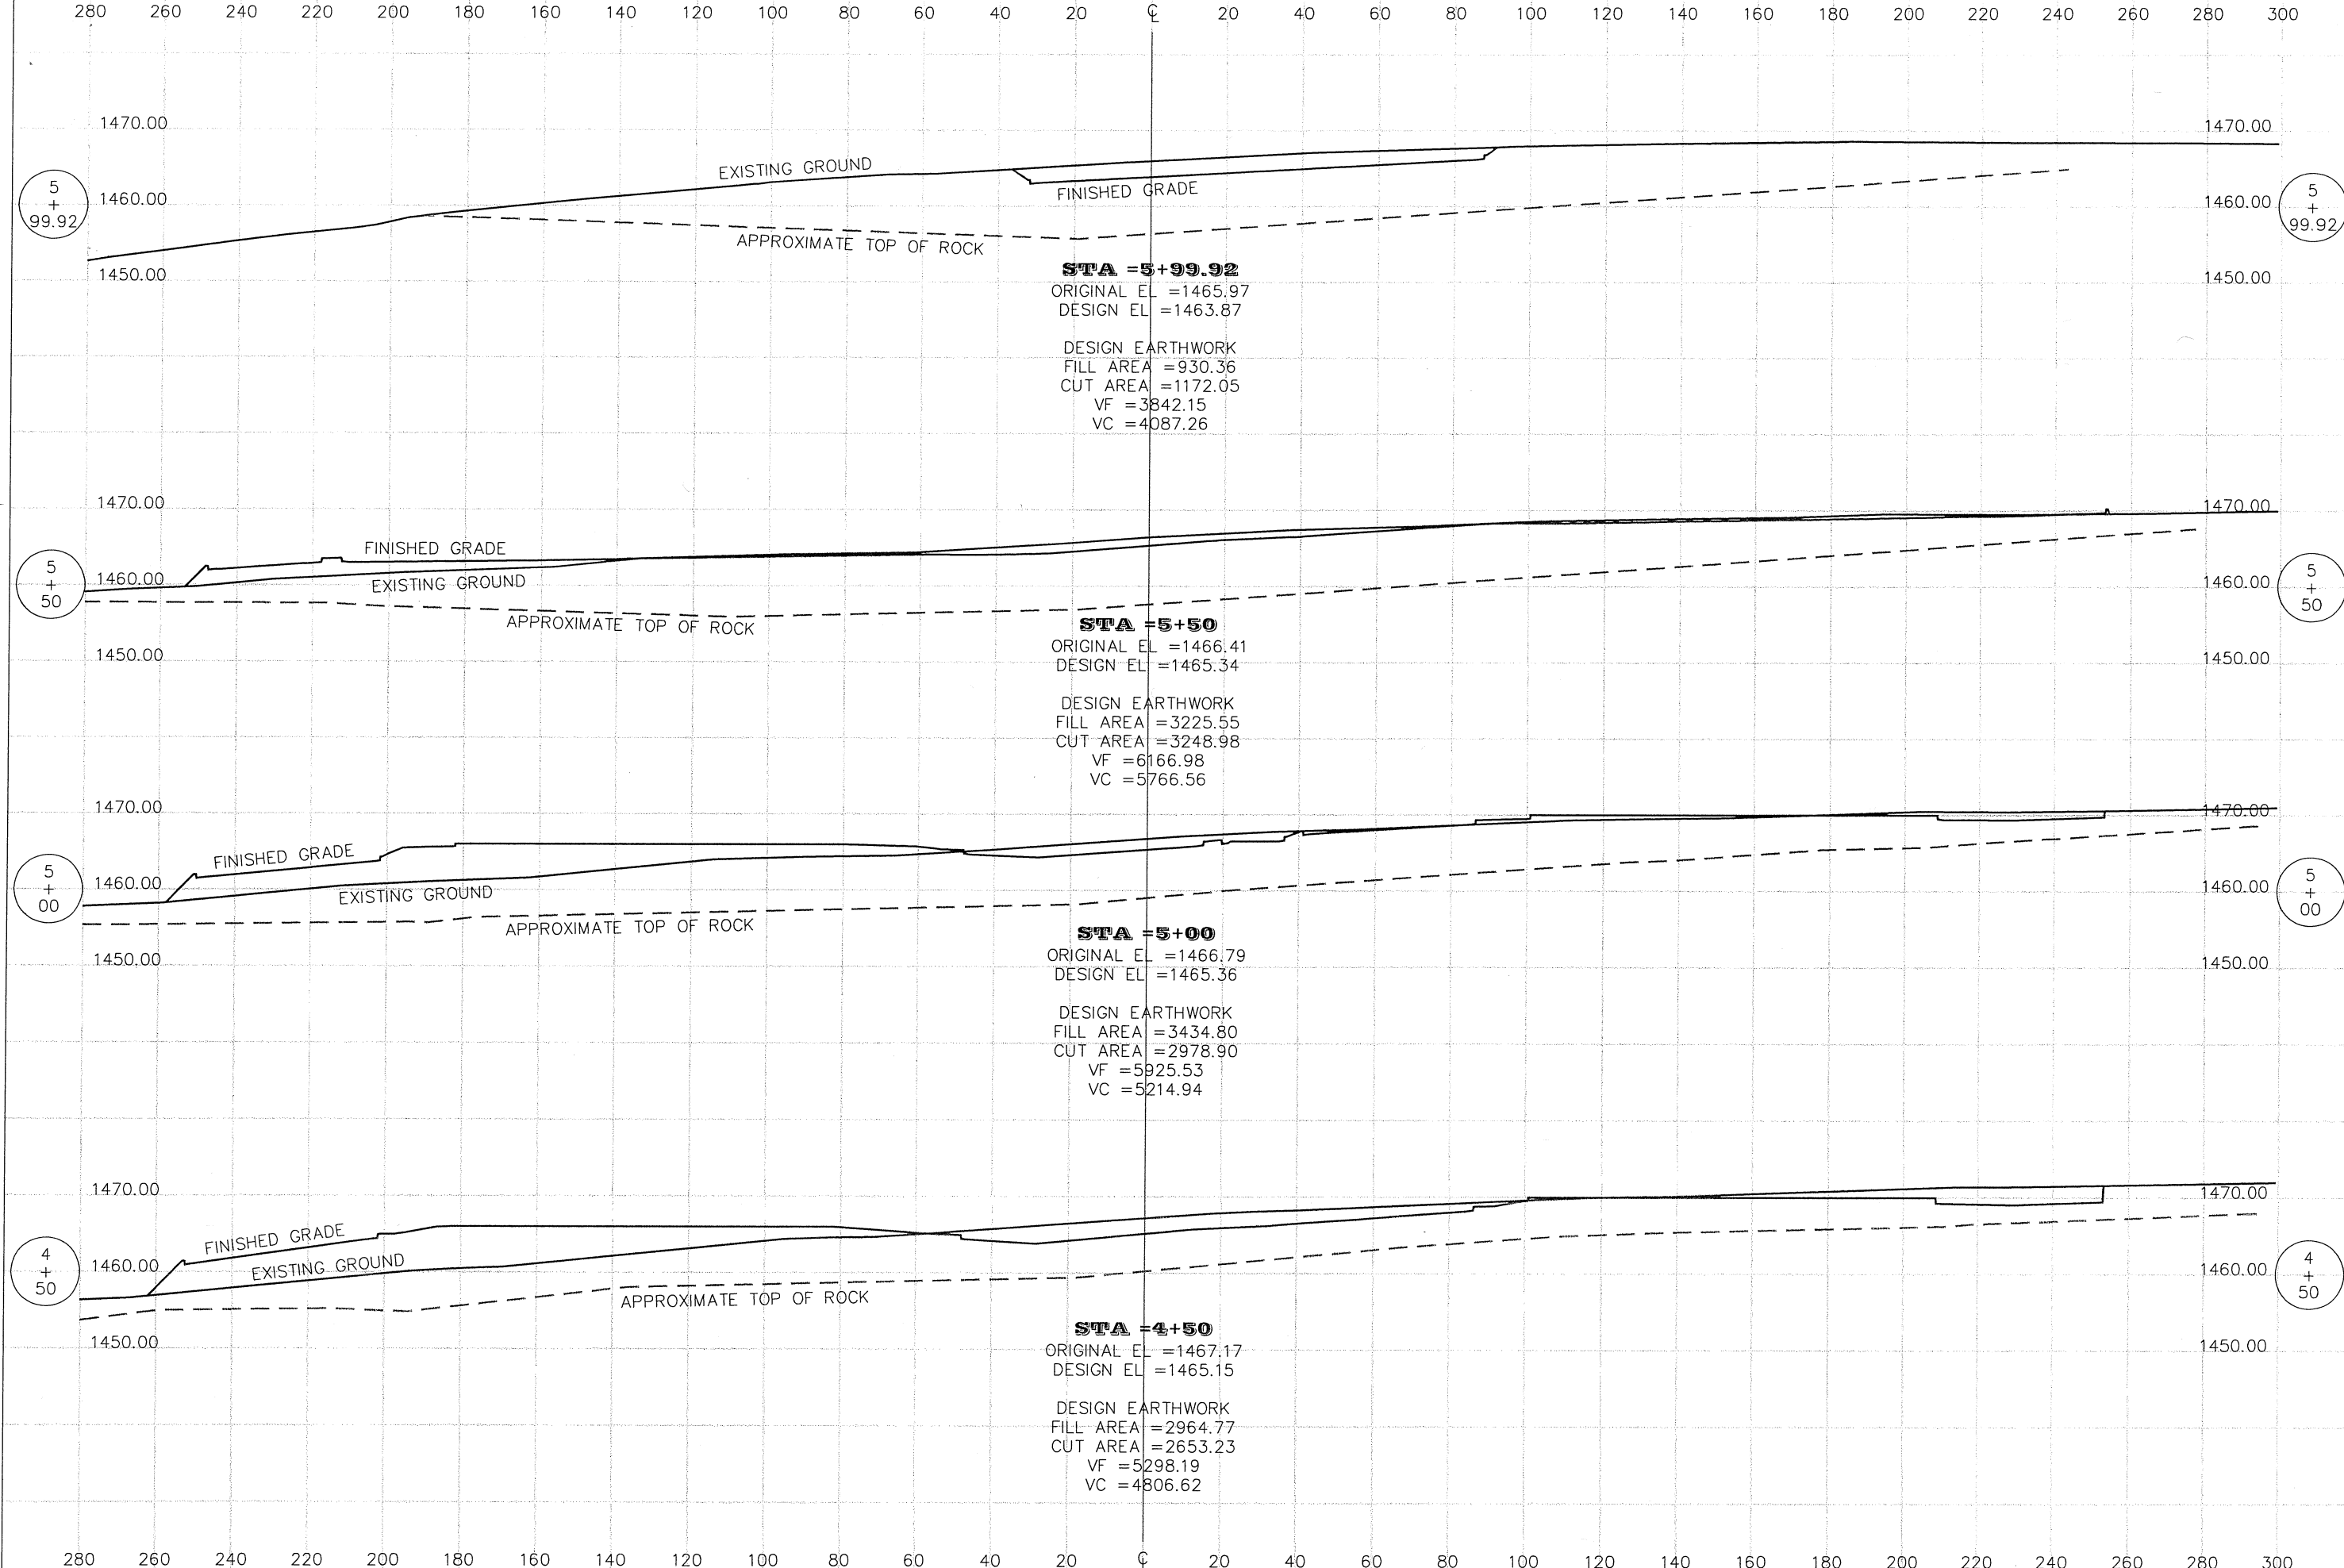 280 260 240 220 200 180 160 140 120 100 80 60 40 20 ℄ 20 40 60 80 100 120 140 160 180 200 220 240 260 280 300
1470.00 1470.00
EXISTING GROUND
FINISHED GRADE
5
+
99.92
1460.00 1460.00
5
+
99.92
APPROXIMATE TOP OF ROCK
1450.00 1450.00
STA =5+99.92
ORIGINAL EL =1465.97
DESIGN EL =1463.87
DESIGN EARTHWORK
FILL AREA =930.36
CUT AREA =1172.05
VF =3842.15
VC =4087.26
1470.00 1470.00
FINISHED GRADE
EXISTING GROUND
5
+
50
1460.00 1460.00
5
+
50
APPROXIMATE TOP OF ROCK
1450.00 1450.00
STA =5+50
ORIGINAL EL =1466.41
DESIGN EL =1465.34
DESIGN EARTHWORK
FILL AREA =3225.55
CUT AREA =3248.98
VF =6166.98
VC =5766.56
1470.00 1470.00
FINISHED GRADE
EXISTING GROUND
5
+
00
1460.00 1460.00
5
+
00
APPROXIMATE TOP OF ROCK
1450.00 1450.00
STA =5+00
ORIGINAL EL =1466.79
DESIGN EL =1465.36
DESIGN EARTHWORK
FILL AREA =3434.80
CUT AREA =2978.90
VF =5925.53
VC =5214.94
1470.00 1470.00
FINISHED GRADE
EXISTING GROUND
4
+
50
1460.00 1460.00
4
+
50
APPROXIMATE TOP OF ROCK
1450.00 1450.00
STA =4+50
ORIGINAL EL =1467.17
DESIGN EL =1465.15
DESIGN EARTHWORK
FILL AREA =2964.77
CUT AREA =2653.23
VF =5298.19
VC =4806.62
280 260 240 220 200 180 160 140 120 100 80 60 40 20 ℄ 20 40 60 80 100 120 140 160 180 200 220 240 260 280 300